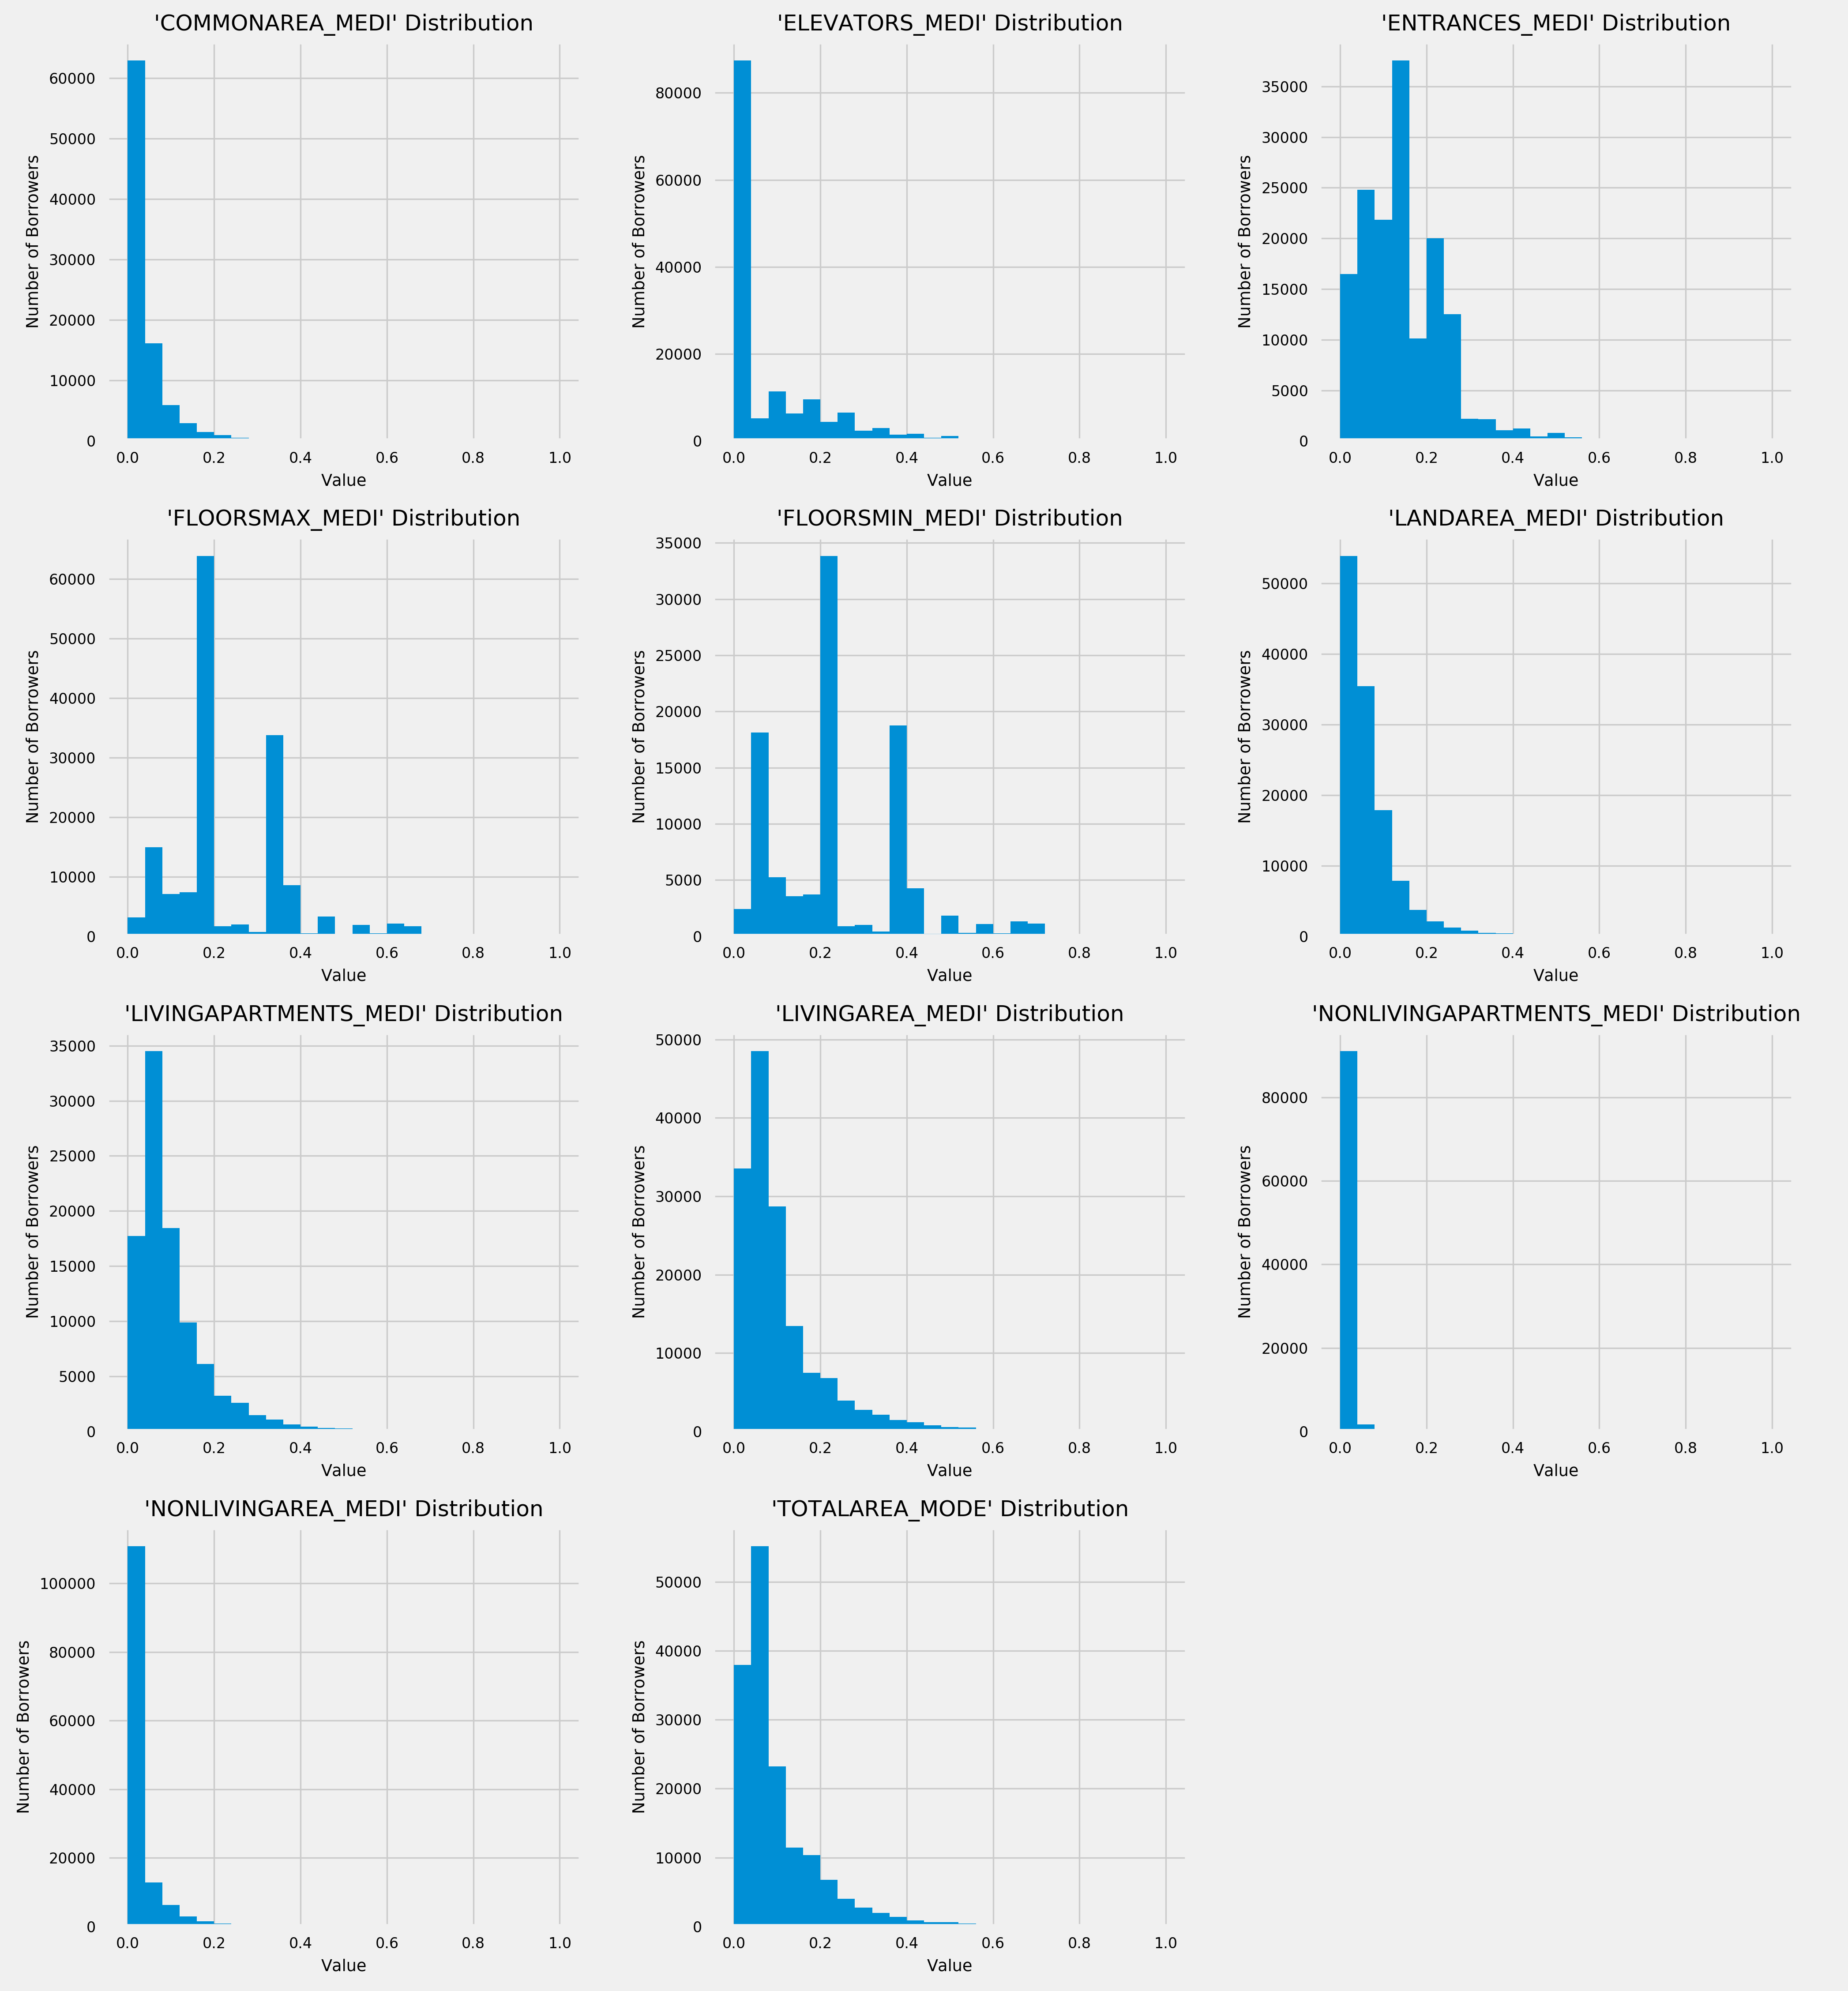 'COMMONAREA_MEDI' Distribution
Number of Borrowers
60000
50000
40000
30000
20000
10000
0
0.0 0.2 0.4 0.6 0.8 1.0
Value
'ELEVATORS_MEDI' Distribution
Number of Borrowers
80000
60000
40000
20000
0
0.0 0.2 0.4 0.6 0.8 1.0
Value
'ENTRANCES_MEDI' Distribution
Number of Borrowers
35000
30000
25000
20000
15000
10000
5000
0
0.0 0.2 0.4 0.6 0.8 1.0
Value
'FLOORSMAX_MEDI' Distribution
Number of Borrowers
60000
50000
40000
30000
20000
10000
0
0.0 0.2 0.4 0.6 0.8 1.0
Value
'FLOORSMIN_MEDI' Distribution
Number of Borrowers
35000
30000
25000
20000
15000
10000
5000
0
0.0 0.2 0.4 0.6 0.8 1.0
Value
'LANDAREA_MEDI' Distribution
Number of Borrowers
50000
40000
30000
20000
10000
0
0.0 0.2 0.4 0.6 0.8 1.0
Value
'LIVINGAPARTMENTS_MEDI' Distribution
Number of Borrowers
35000
30000
25000
20000
15000
10000
5000
0
0.0 0.2 0.4 0.6 0.8 1.0
Value
'LIVINGAREA_MEDI' Distribution
Number of Borrowers
50000
40000
30000
20000
10000
0
0.0 0.2 0.4 0.6 0.8 1.0
Value
'NONLIVINGAPARTMENTS_MEDI' Distribution
Number of Borrowers
80000
60000
40000
20000
0
0.0 0.2 0.4 0.6 0.8 1.0
Value
'NONLIVINGAREA_MEDI' Distribution
Number of Borrowers
100000
80000
60000
40000
20000
0
0.0 0.2 0.4 0.6 0.8 1.0
Value
'TOTALAREA_MODE' Distribution
Number of Borrowers
50000
40000
30000
20000
10000
0
0.0 0.2 0.4 0.6 0.8 1.0
Value